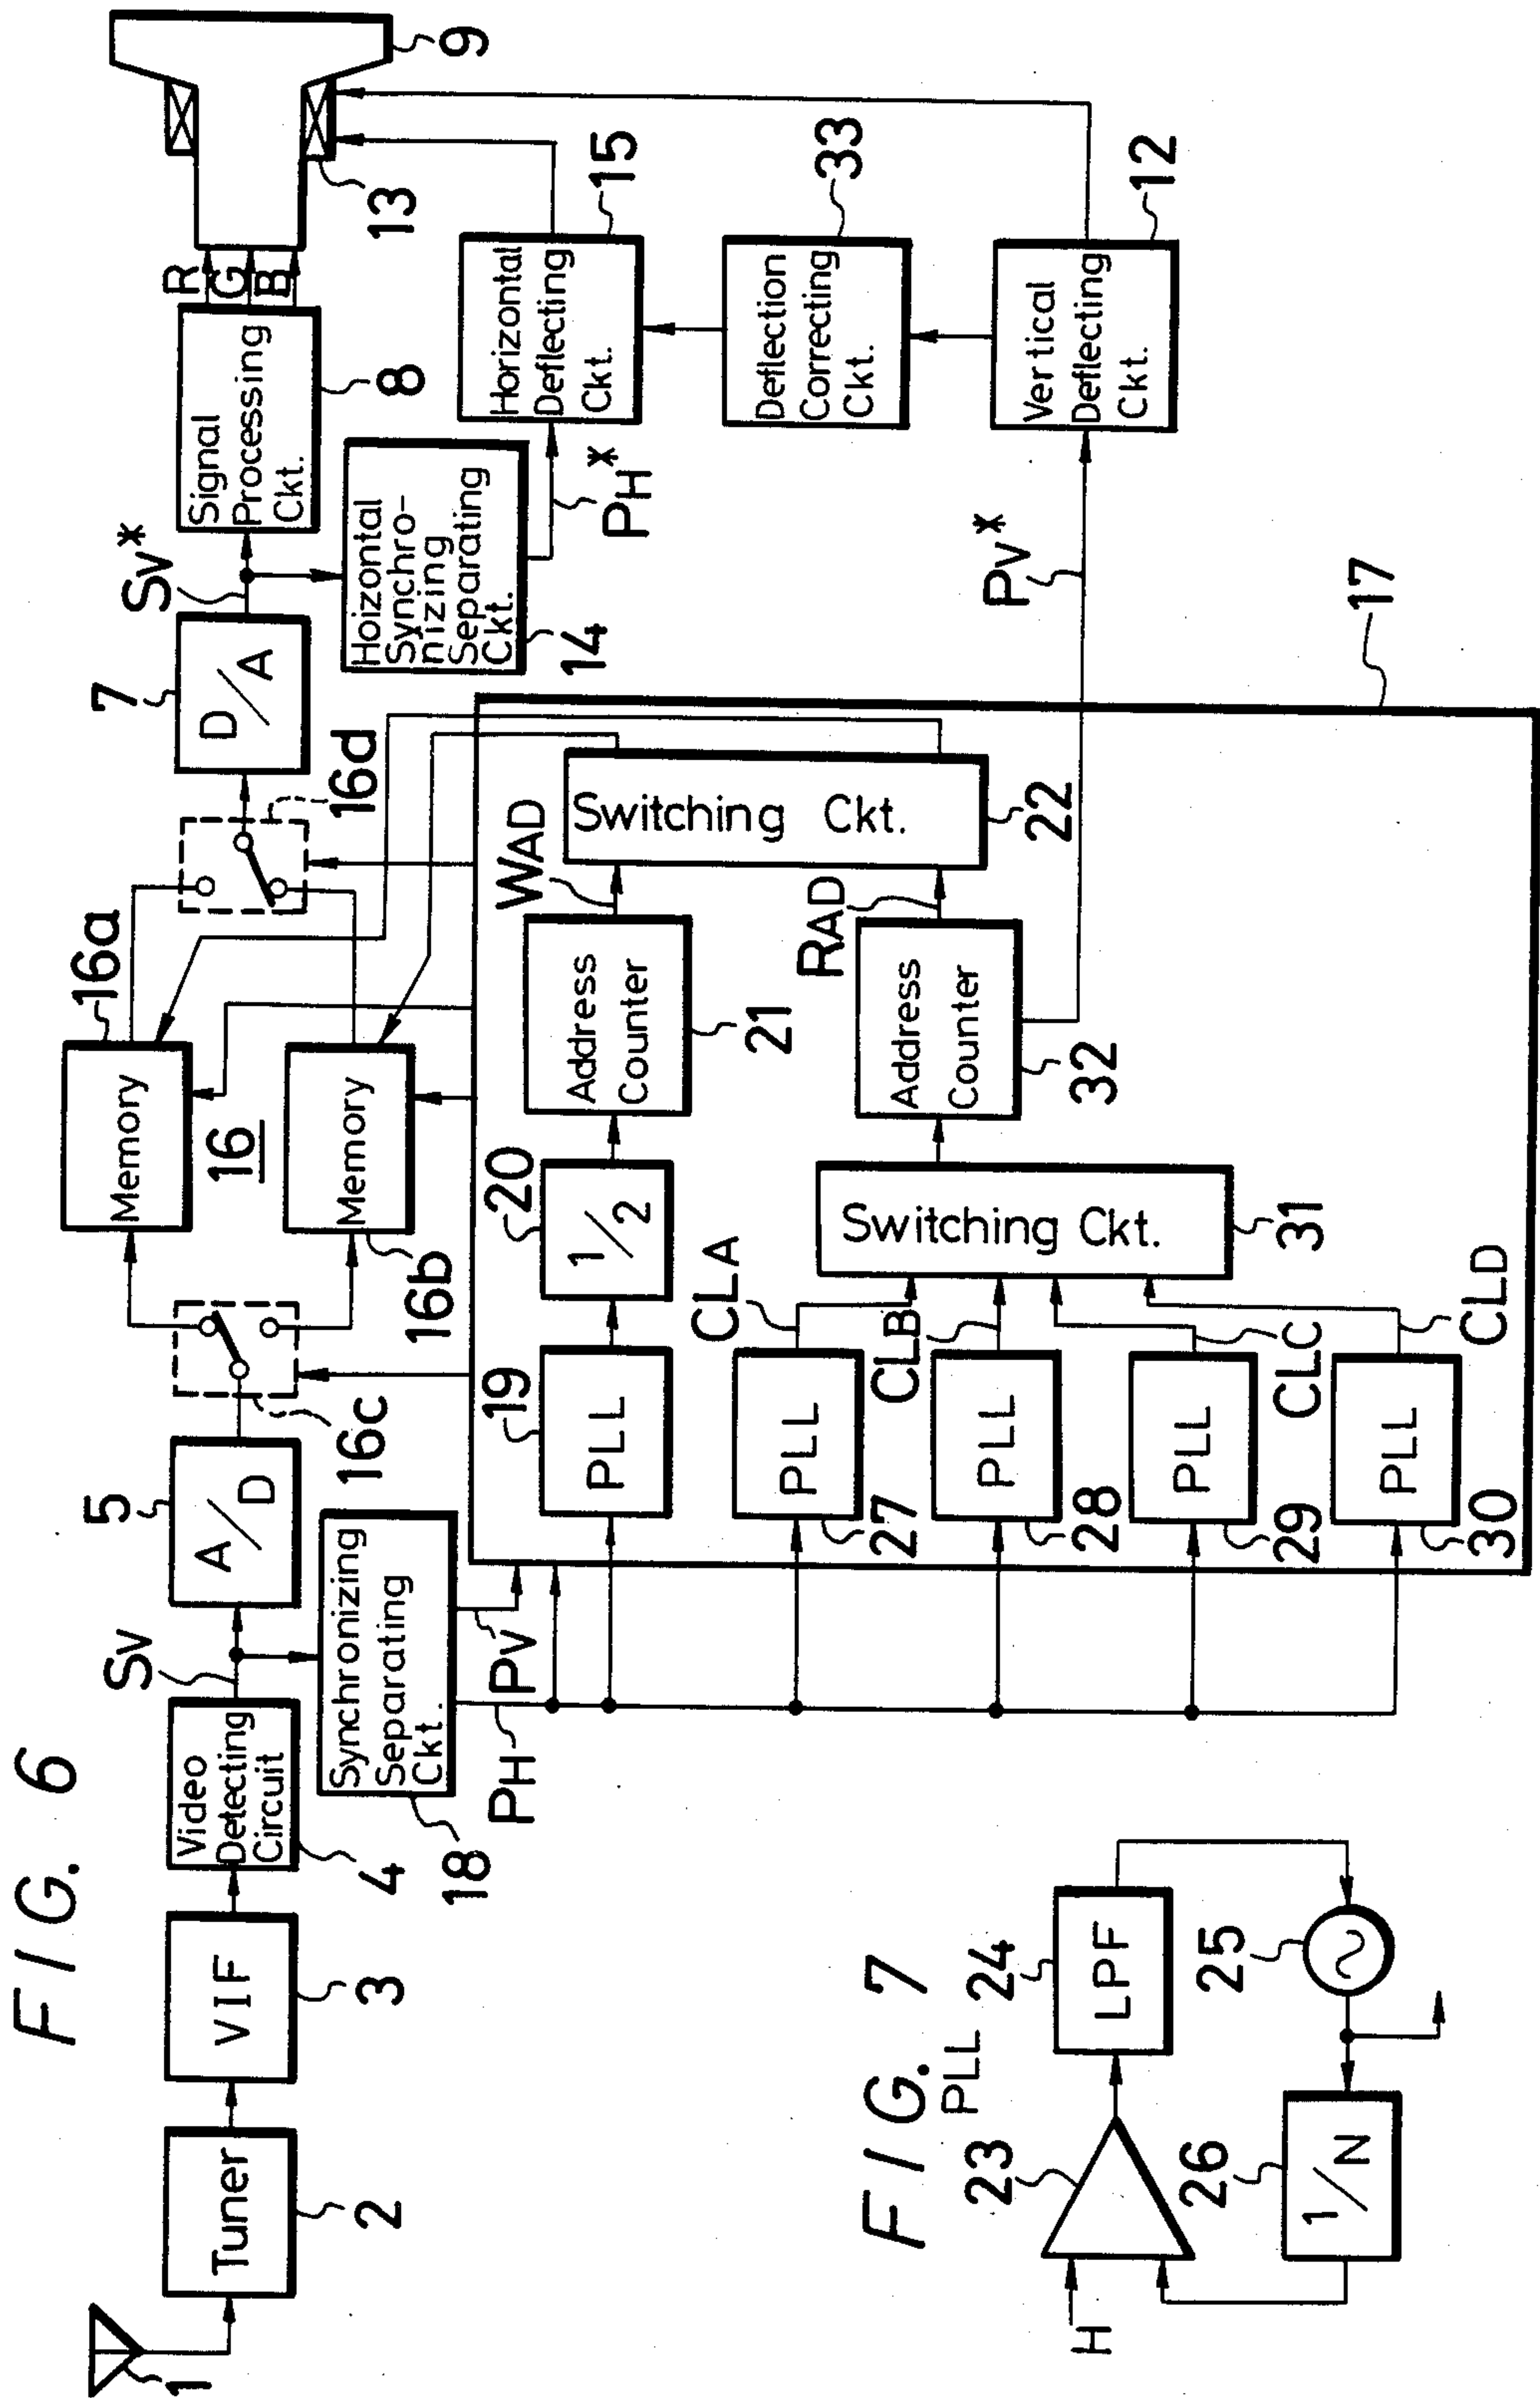 FIG. 6
1
Tuner
2
VIF
3
Video
Detecting
Circuit
4
SV
A/D
5
16c
Memory
16a
16
Memory
16b
16d
D/A
7
SV*
Signal
Processing
Ckt.
8
R
G
B
9
13
Synchronizing
Separating
Ckt.
18
PH
PV
Hoizontal
Synchro-
nizing
Separating
Ckt.
14
PH*
Horizontal
Deflecting
Ckt.
15
Deflection
Correcting
Ckt.
33
Vertical
Deflecting
Ckt.
12
PV*
17
PLL
19
1/2
20
Address
Counter
21
WAD
Switching Ckt.
22
PLL
27
CLA
PLL
28
CLB
PLL
29
CLC
PLL
30
CLD
Switching Ckt.
31
Address
Counter
32
RAD
FIG. 7
PLL
H
23
LPF
24
25
1/N
26